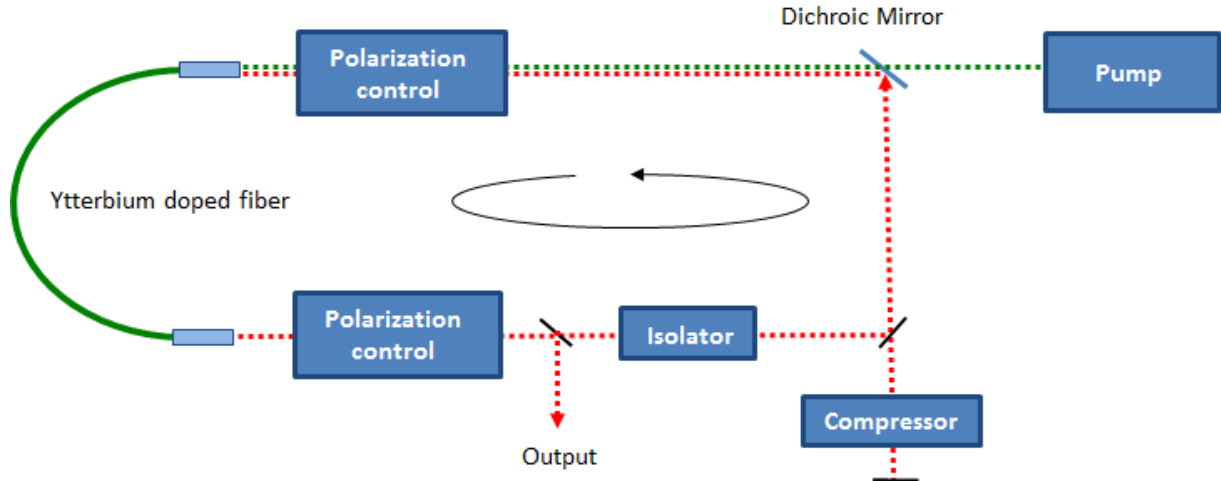 Dichroic Mirror
Polarization
control
Pump
Ytterbium doped fiber
Polarization
control
Isolator
Compressor
Output